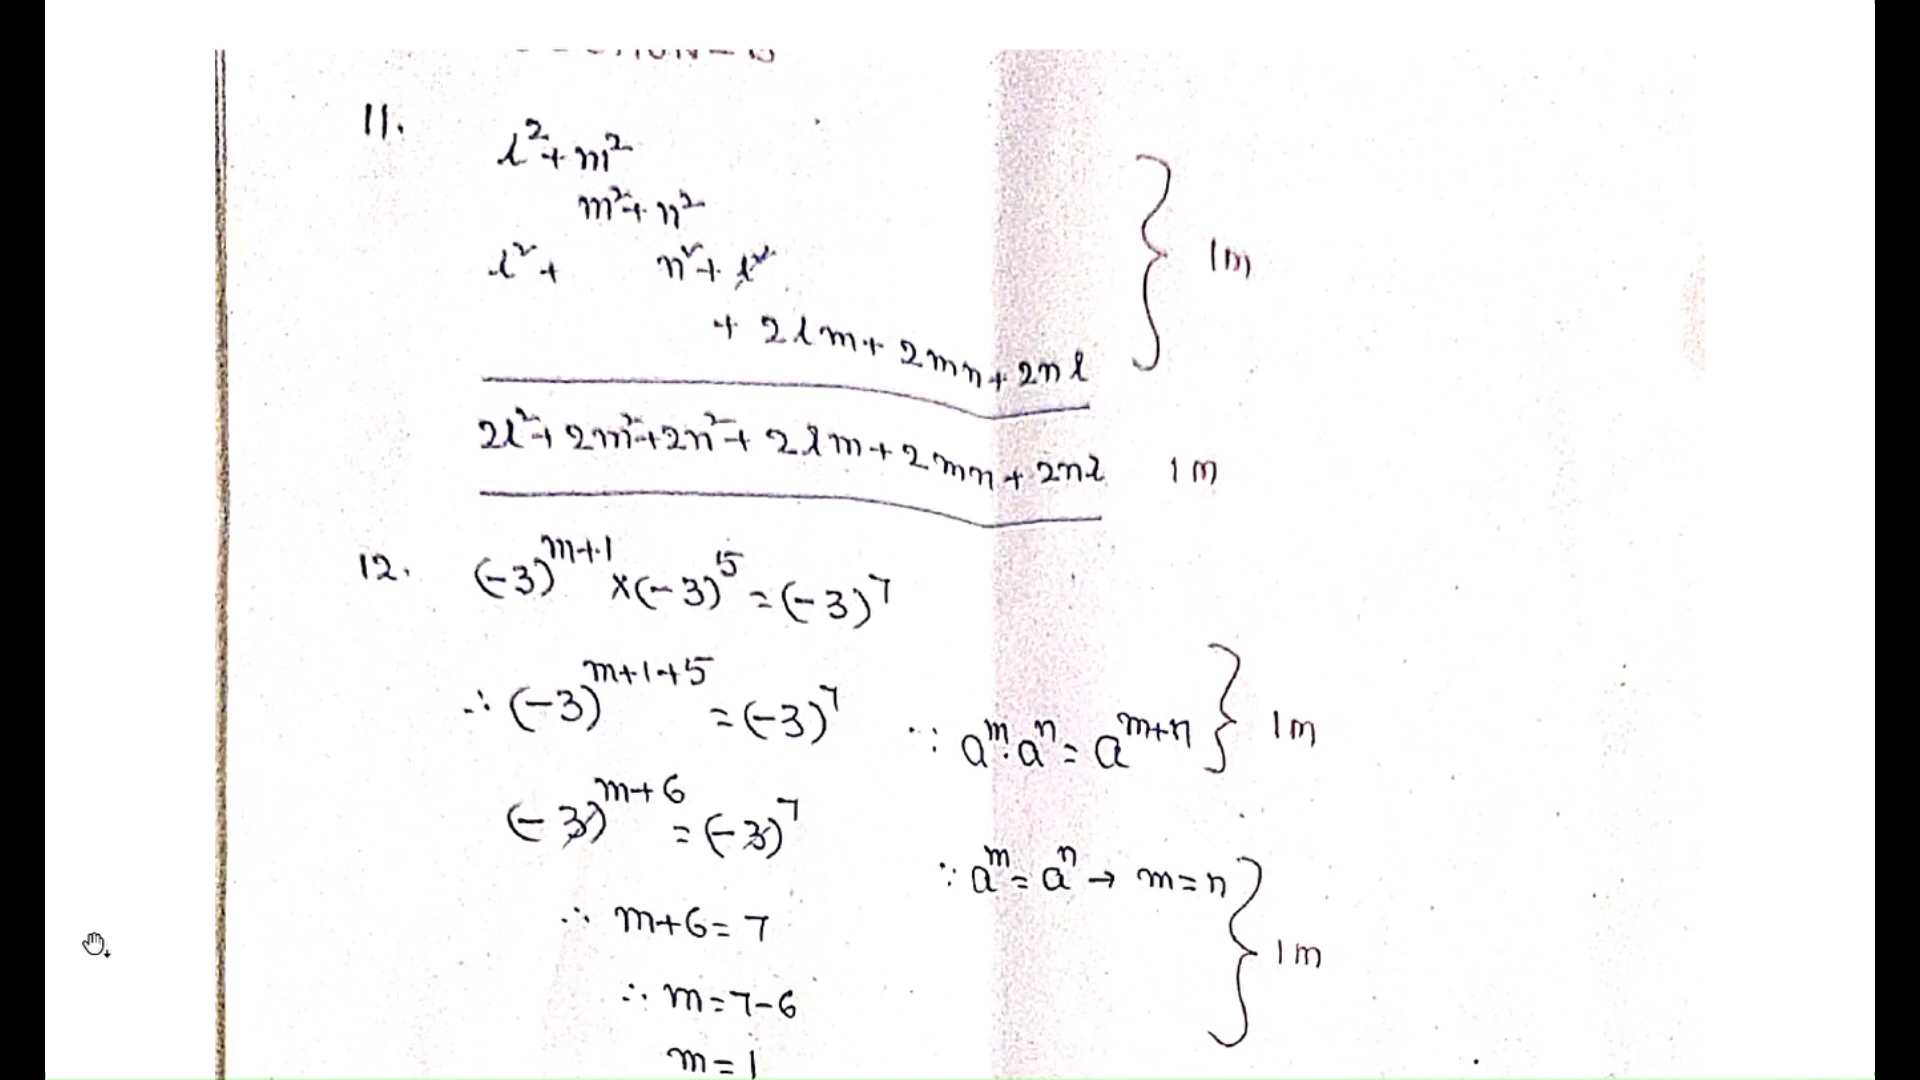 11.
l²+m²
m²+n²
l²+ n²+l²
+ 2lm+2mn+2nl
2l²+2m²+2n²+2lm+2mn+2nl 1m
1m
12. (-3)^{m+1} ×(-3)^5 = (-3)^7
∴ (-3)^{m+1+5} = (-3)^7 ∵ a^m·a^n = a^{m+n} } 1m
(-3)^{m+6} = (-3)^7
∵ a^m = a^n → m=n
∴ m+6=7 } 1m
∴ m=7-6
m=1